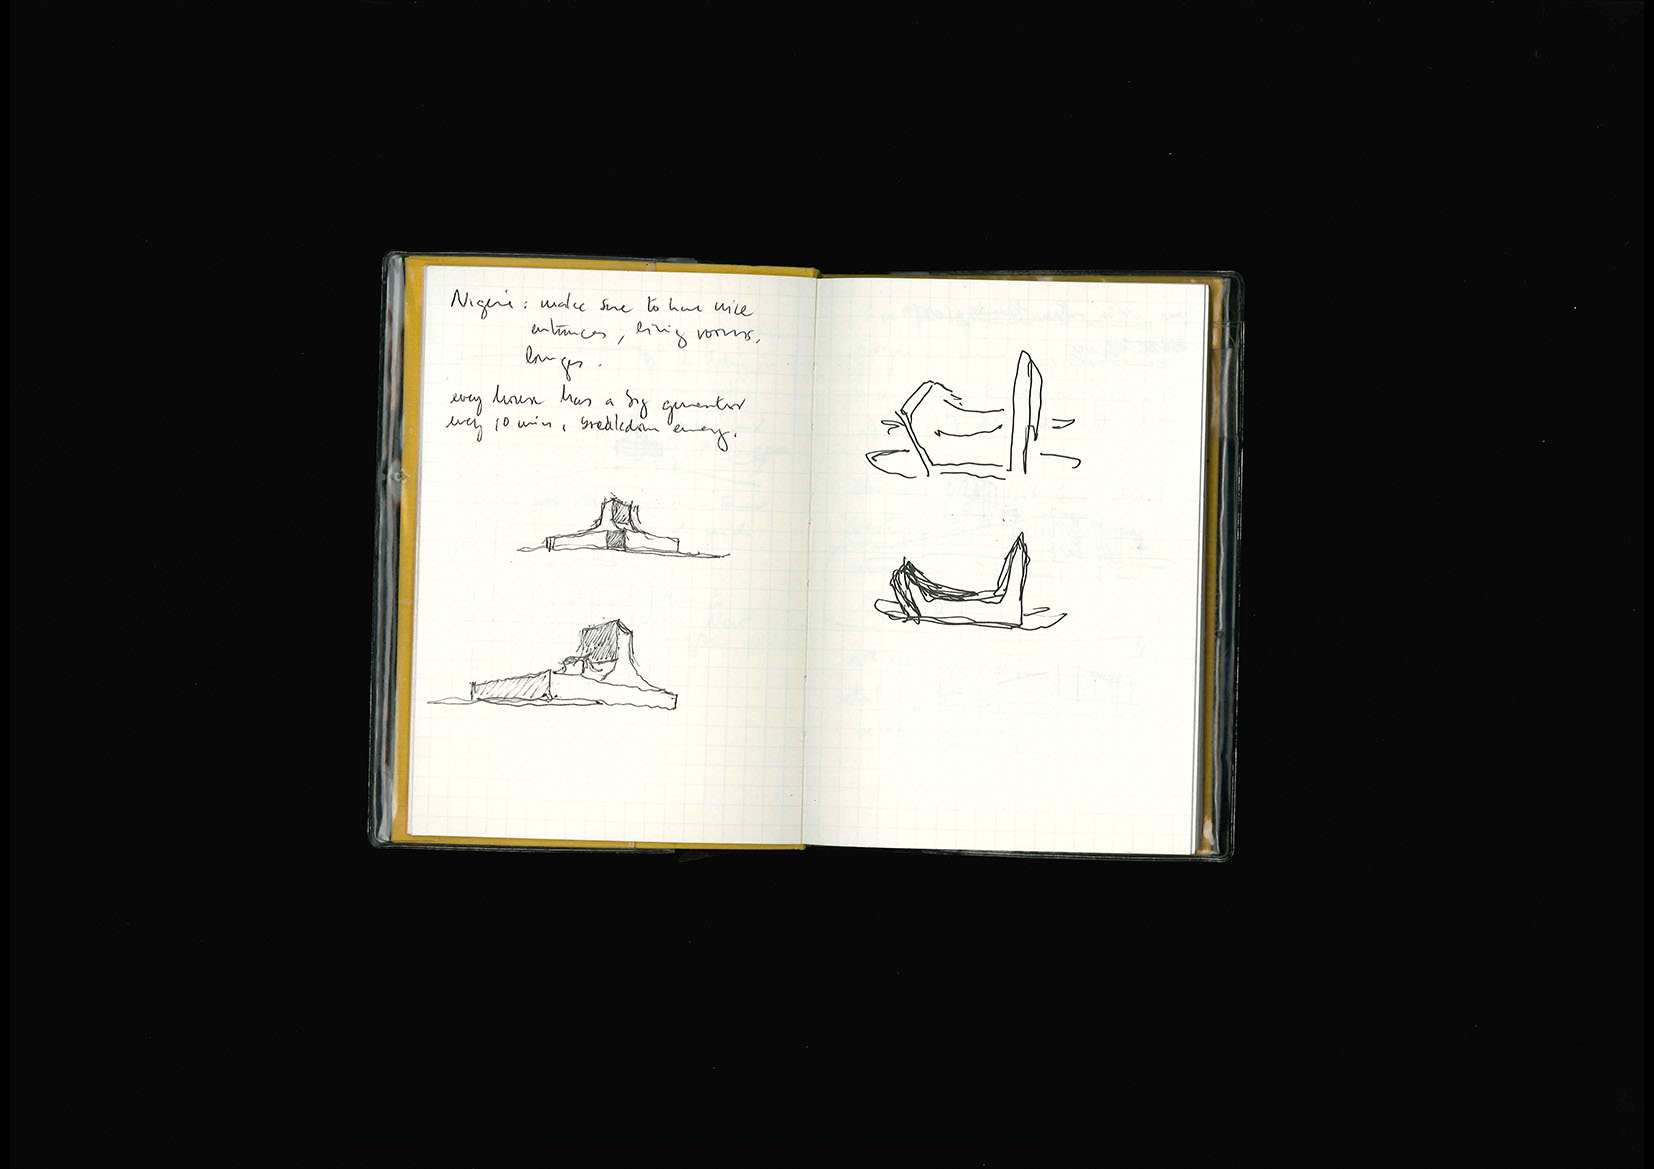 Nigeria: make sure to have nice
entrances, living rooms,
lounges.
every house has a big generator
every 10 min, breakdown energy.